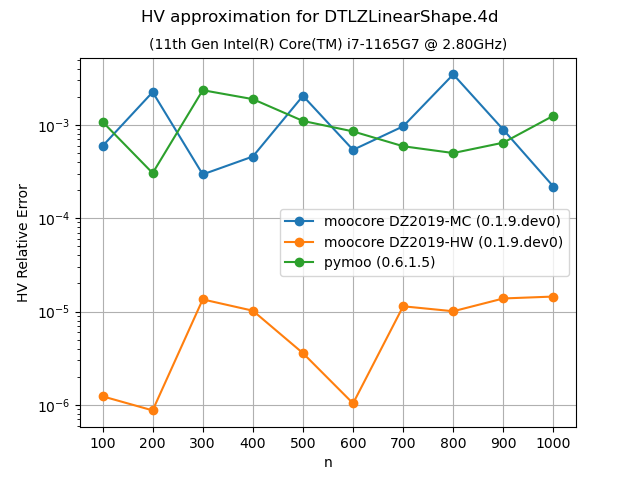 HV approximation for DTLZLinearShape.4d
(11th Gen Intel(R) Core(TM) i7-1165G7 @ 2.80GHz)
HV Relative Error
10⁻³
10⁻⁴
10⁻⁵
10⁻⁶
moocore DZ2019-MC (0.1.9.dev0)
moocore DZ2019-HW (0.1.9.dev0)
pymoo (0.6.1.5)
100 200 300 400 500 600 700 800 900 1000
n